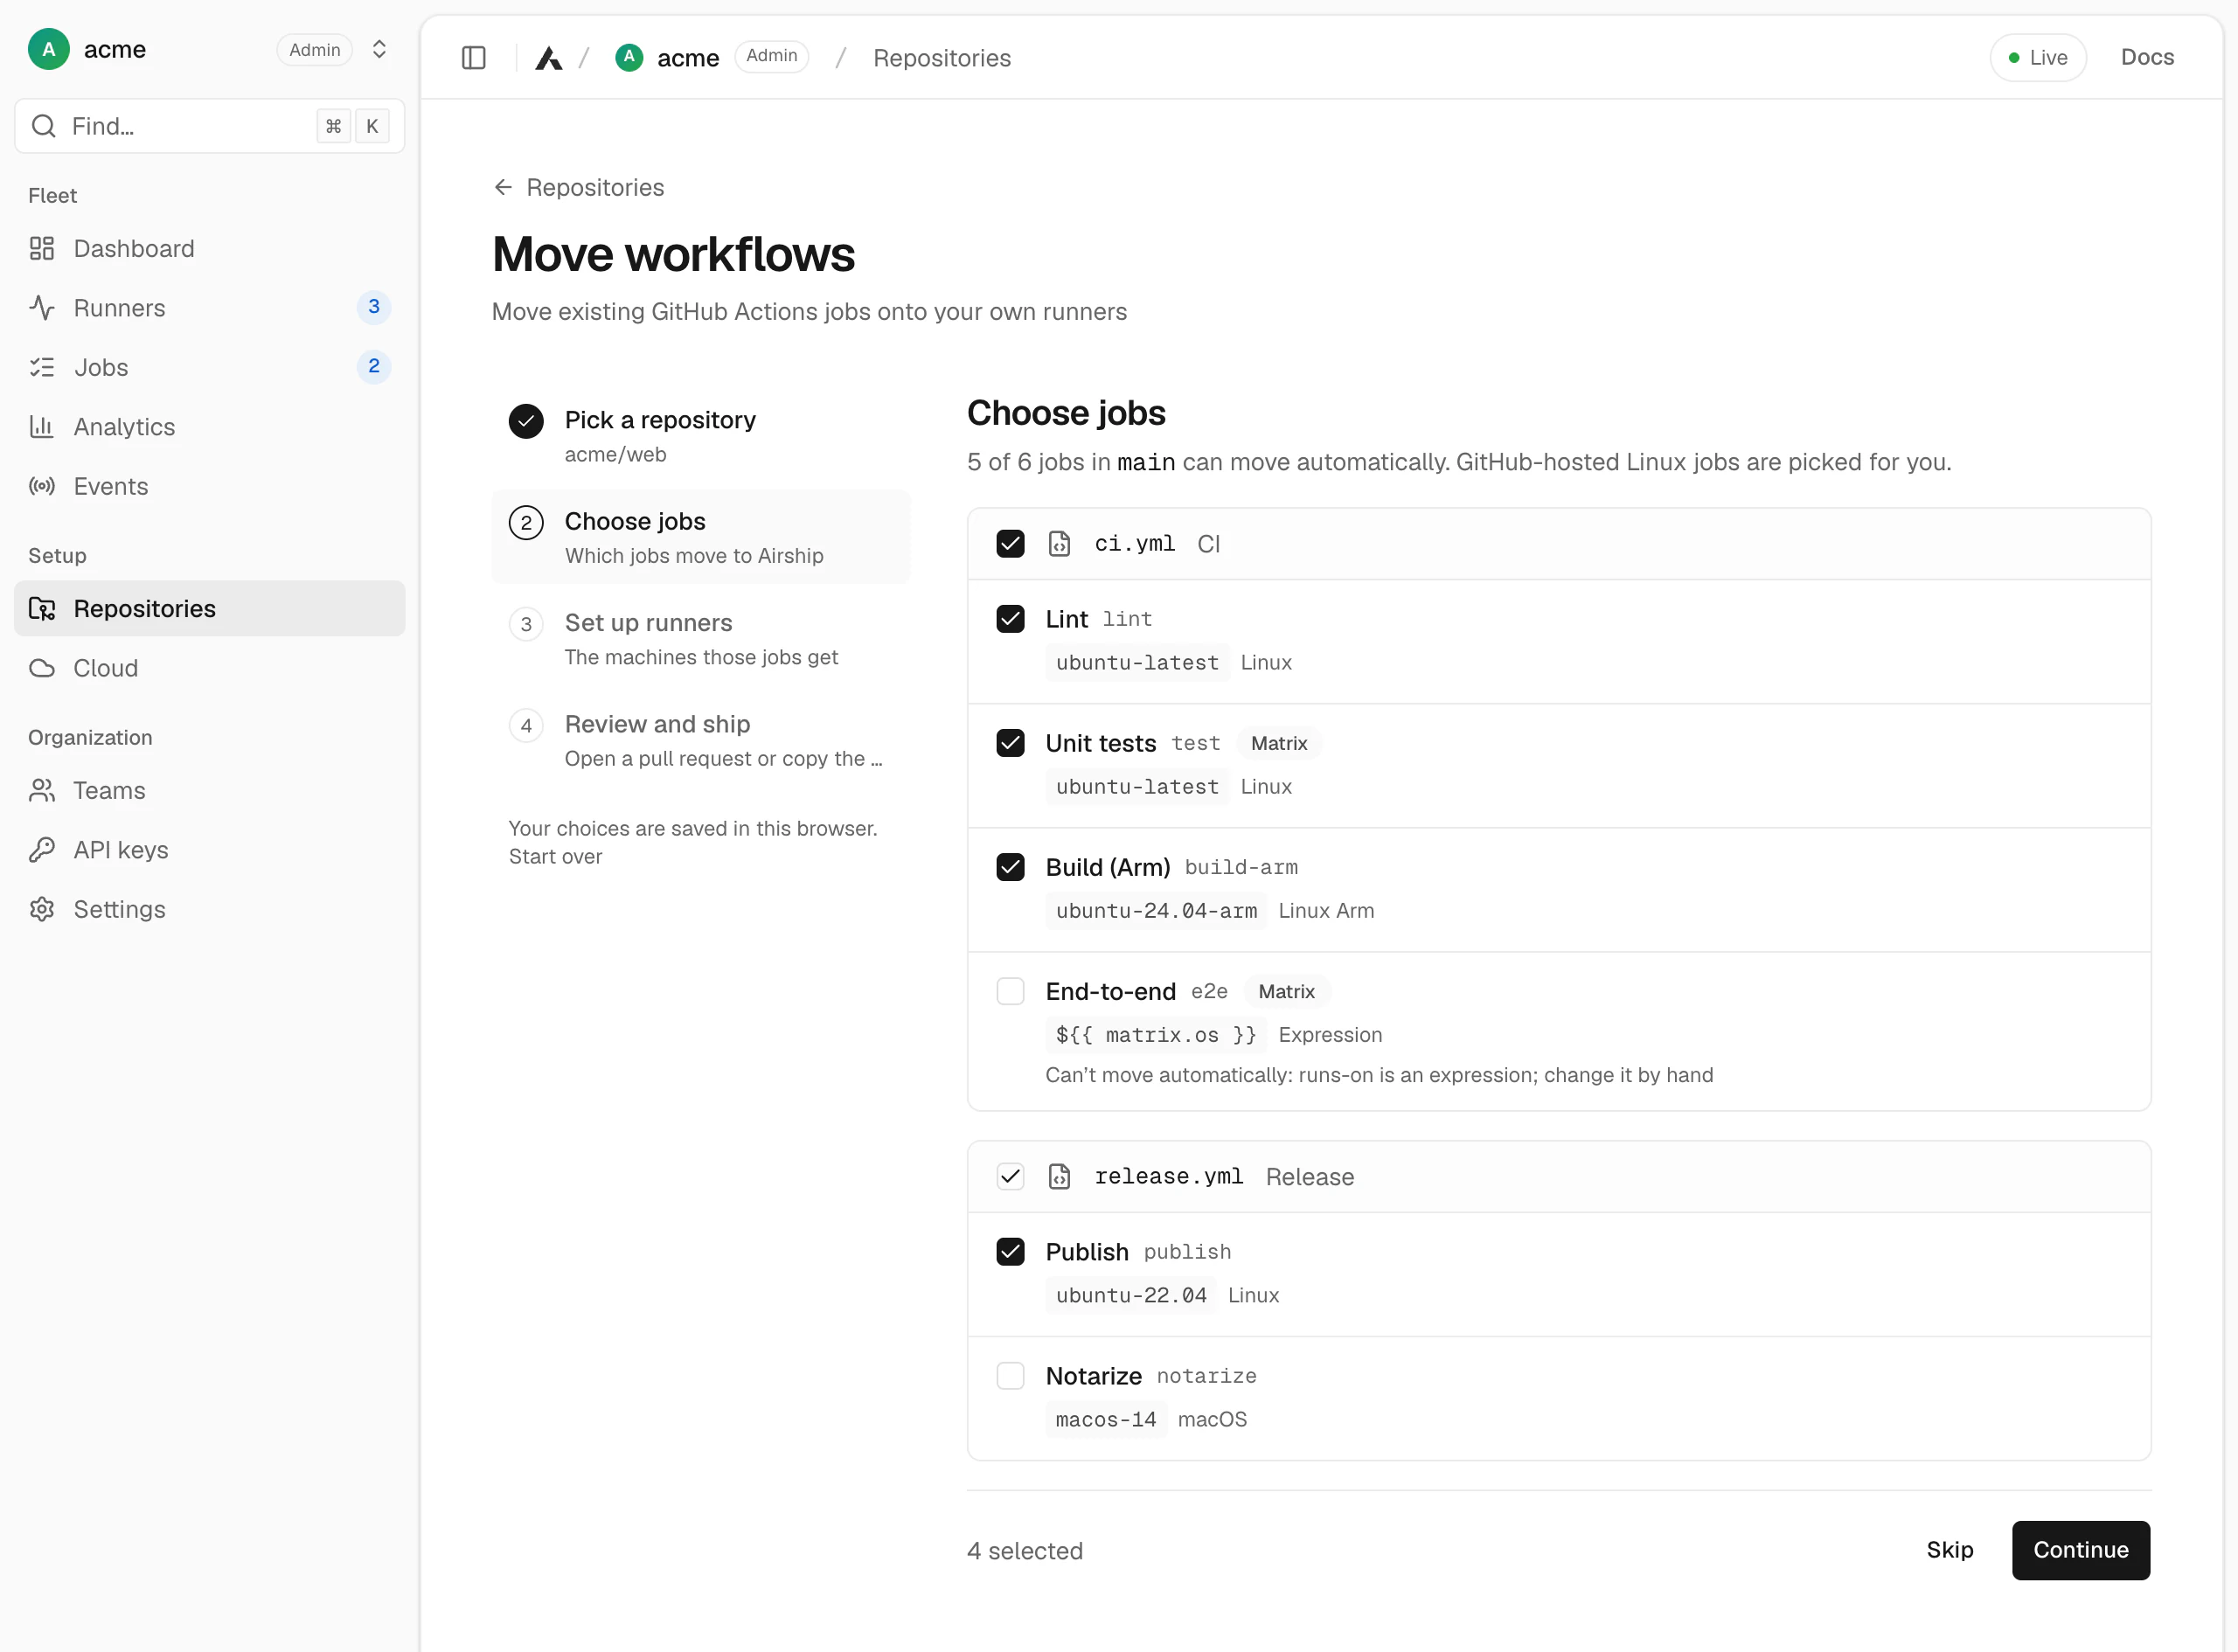 A acme Admin
Find... ⌘ K
Fleet
Dashboard
Runners 3
Jobs 2
Analytics
Events
Setup
Repositories
Cloud
Organization
Teams
API keys
Settings
/ A acme Admin / Repositories
Live Docs
← Repositories
Move workflows
Move existing GitHub Actions jobs onto your own runners
Pick a repository
acme/web
2 Choose jobs
Which jobs move to Airship
3 Set up runners
The machines those jobs get
4 Review and ship
Open a pull request or copy the ...
Your choices are saved in this browser.
Start over
Choose jobs
5 of 6 jobs in main can move automatically. GitHub-hosted Linux jobs are picked for you.
ci.yml CI
Lint lint
ubuntu-latest Linux
Unit tests test Matrix
ubuntu-latest Linux
Build (Arm) build-arm
ubuntu-24.04-arm Linux Arm
End-to-end e2e Matrix
${{ matrix.os }} Expression
Can’t move automatically: runs-on is an expression; change it by hand
release.yml Release
Publish publish
ubuntu-22.04 Linux
Notarize notarize
macos-14 macOS
4 selected
Skip Continue